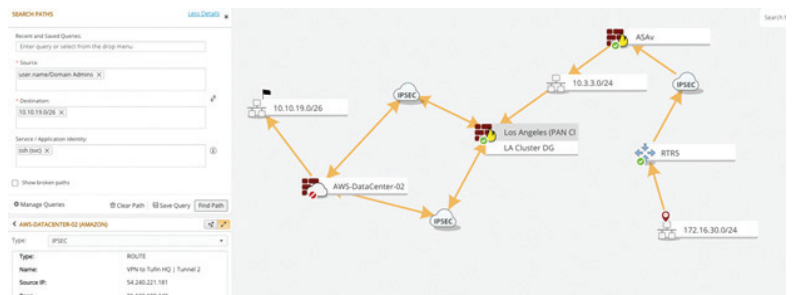 SEARCH PATHS
Less Details
Recent and Saved Queries:
Enter query or select from the drop menu
* Source
user.name/Domain Admins ×
* Destination
10.10.19.0/26 ×
Service / Application Identity
ssh (svc) ×
Show broken paths
Manage Queries
Clear Path
Save Query
Find Path
AWS-DATACENTER-02 (AMAZON)
Type:
IPSEC
Type:
ROUTE
Name:
VPN to Tufin HQ | Tunnel 2
Source IP:
54.240.221.181
Search
ASAv
10.3.3.0/24
IPSEC
IPSEC
10.10.19.0/26
Los Angeles (PAN Cl
LA Cluster DG
RTR5
AWS-DataCenter-02
IPSEC
172.16.30.0/24